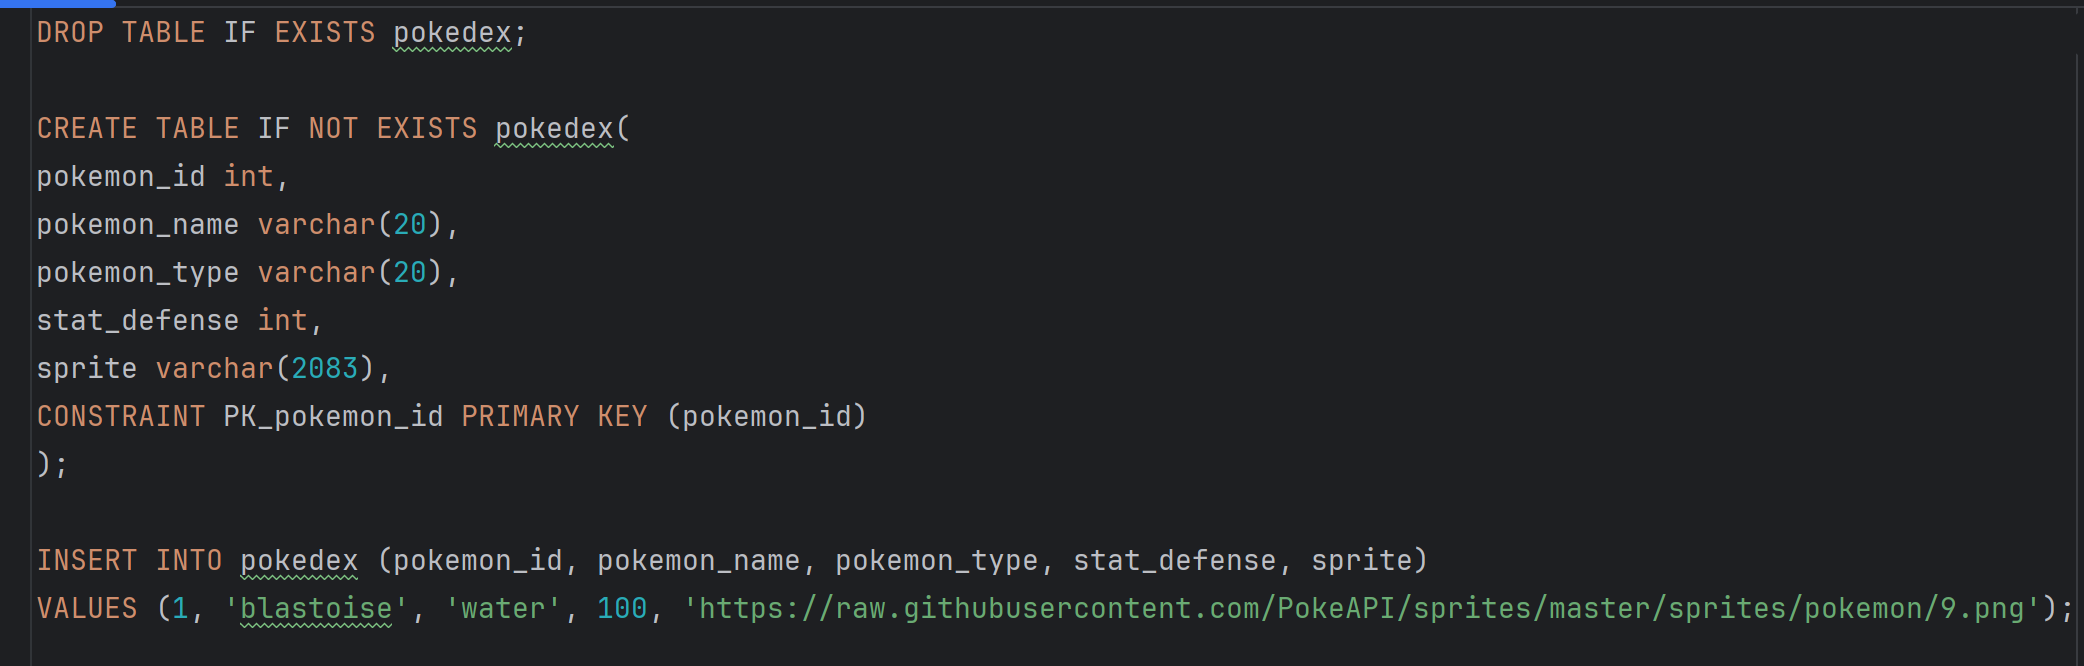 DROP TABLE IF EXISTS pokedex;
CREATE TABLE IF NOT EXISTS pokedex(
pokemon_id int,
pokemon_name varchar(20),
pokemon_type varchar(20),
stat_defense int,
sprite varchar(2083),
CONSTRAINT PK_pokemon_id PRIMARY KEY (pokemon_id)
);
INSERT INTO pokedex (pokemon_id, pokemon_name, pokemon_type, stat_defense, sprite)
VALUES (1, 'blastoise', 'water', 100, 'https://raw.githubusercontent.com/PokeAPI/sprites/master/sprites/pokemon/9.png');